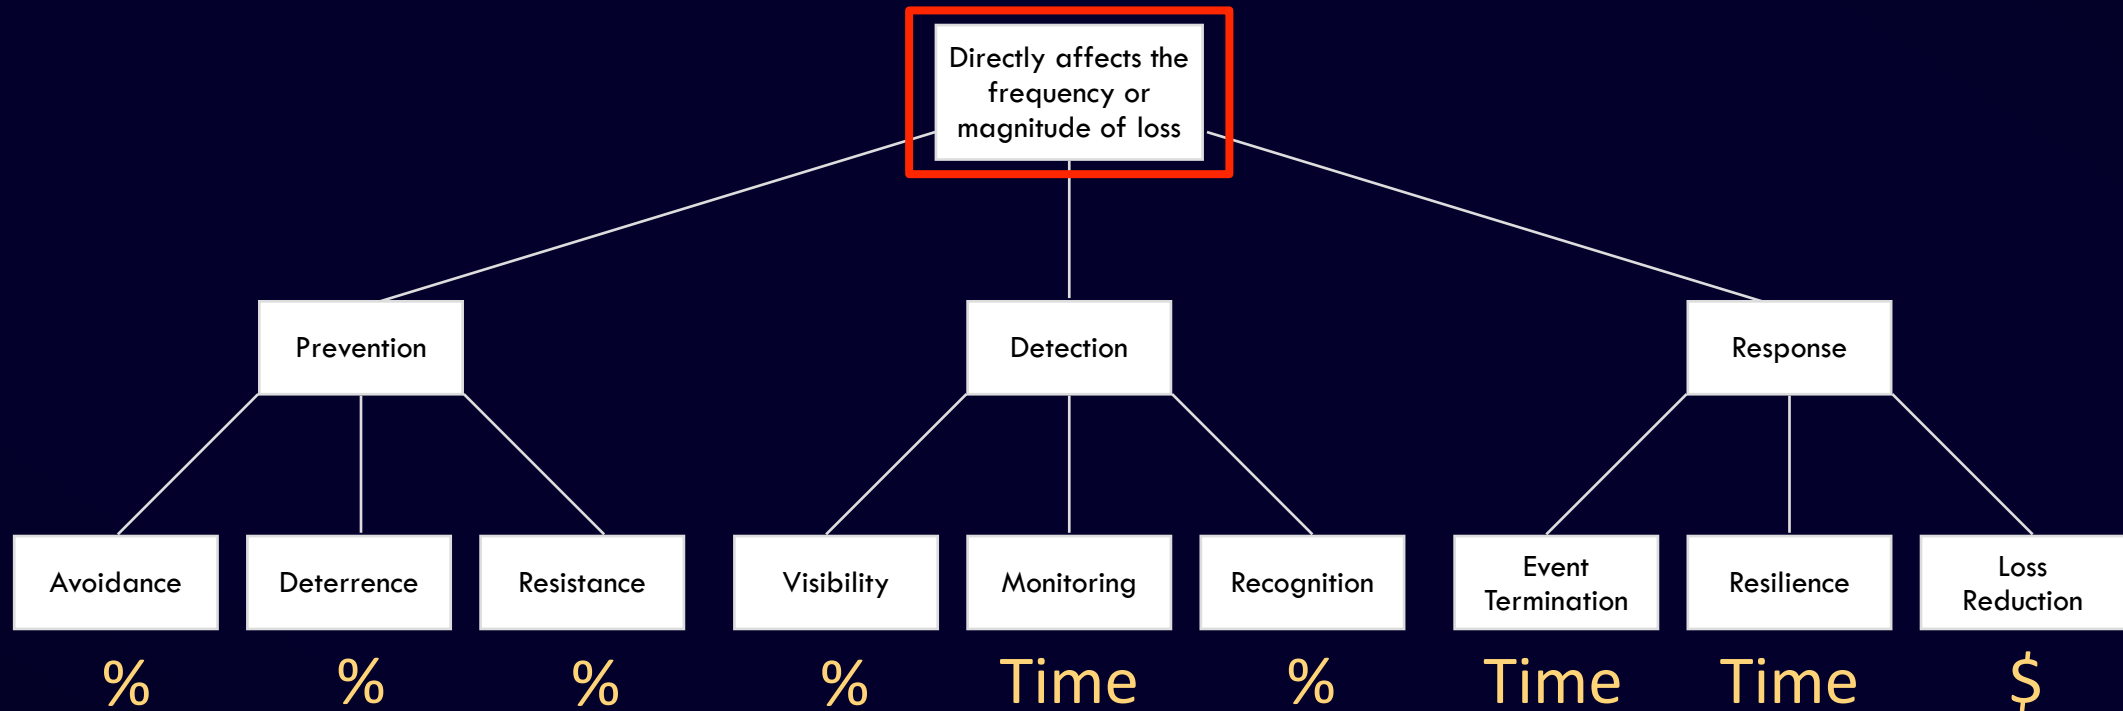 Directly affects the
frequency or
magnitude of loss
Prevention
Detection
Response
Avoidance
Deterrence
Resistance
Visibility
Monitoring
Recognition
Event
Termination
Resilience
Loss
Reduction
%
%
%
%
Time
%
Time
Time
$